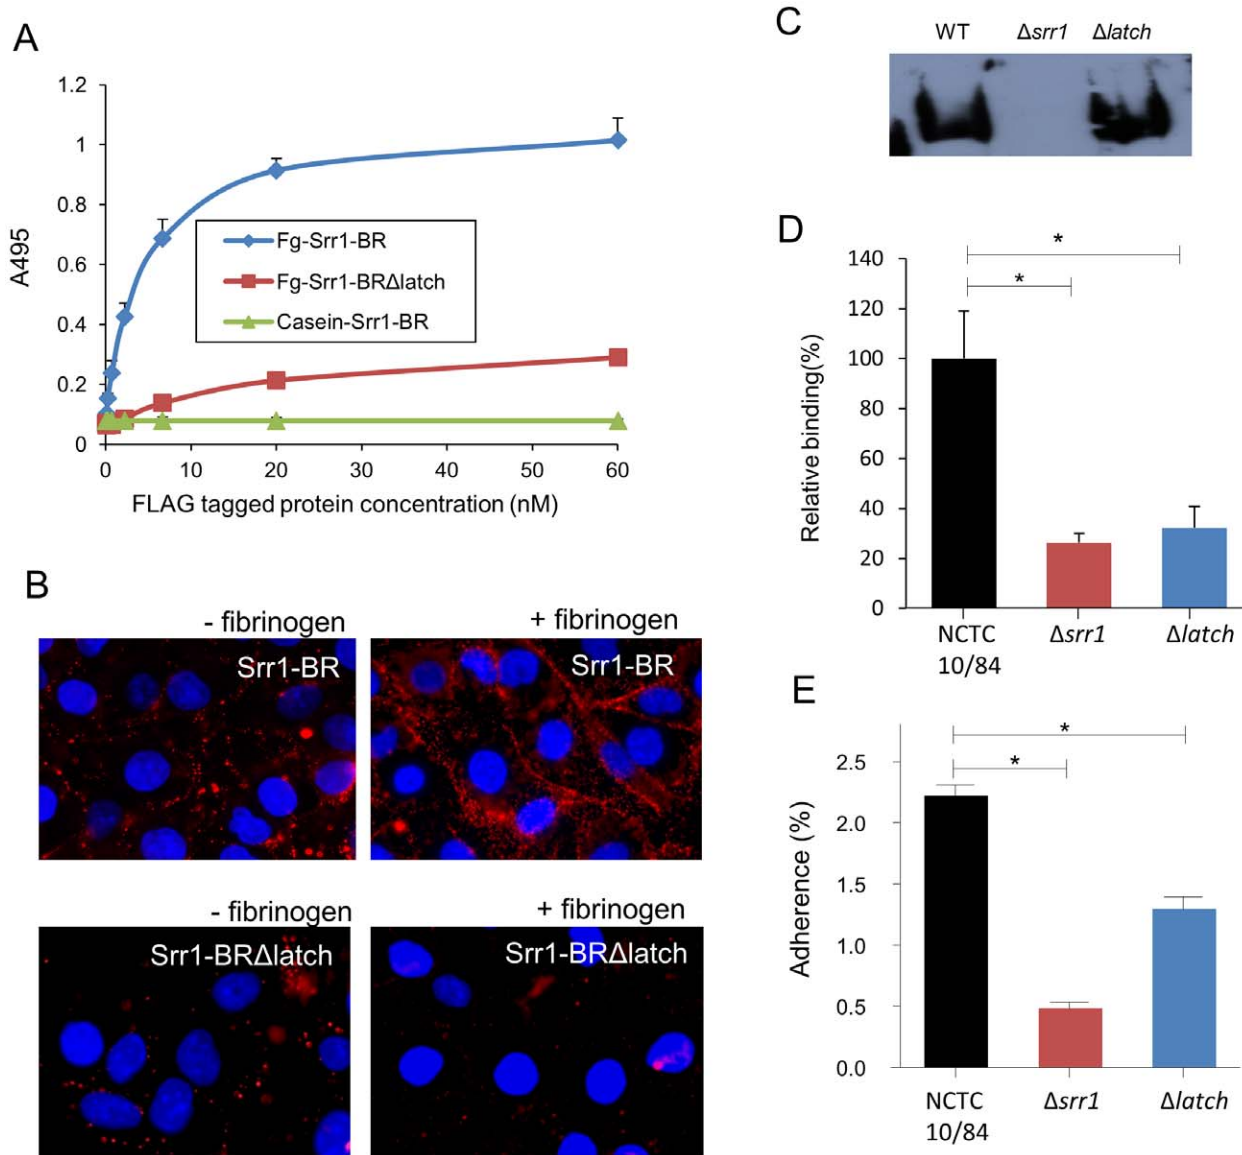 A
1.2
1
0.8
0.6
0.4
0.2
0
A495
Fg-Srr1-BR
Fg-Srr1-BRΔlatch
Casein-Srr1-BR
0 10 20 30 40 50 60
FLAG tagged protein concentration (nM)
B
- fibrinogen
Srr1-BR
+ fibrinogen
Srr1-BR
- fibrinogen
Srr1-BRΔlatch
+ fibrinogen
Srr1-BRΔlatch
C
WT Δsrr1 Δlatch
D
140
120
100
80
60
40
20
0
Relative binding(%)
*
*
NCTC
10/84
Δsrr1
Δlatch
E
2.5
2.0
1.5
1.0
0.5
0.0
Adherence (%)
*
*
NCTC
10/84
Δsrr1
Δlatch